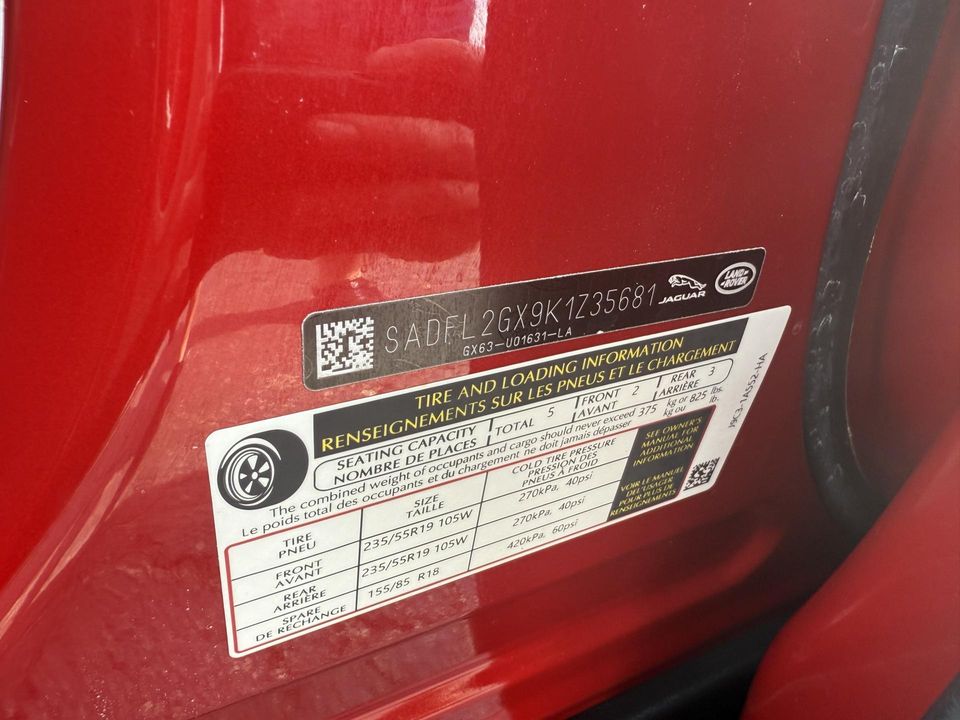 SADFL2GX9K1Z35681
JAGUAR
LAND ROVER
GX63-U01631-LA
TIRE AND LOADING INFORMATION
RENSEIGNEMENTS SUR LES PNEUS ET LE CHARGEMENT
SEATING CAPACITY
NOMBRE DE PLACES
TOTAL 5
FRONT
AVANT 2
REAR
ARRIÈRE 3
The combined weight of occupants and cargo should never exceed 375 kg or 825 lbs.
Le poids total des occupants et du chargement ne doit jamais dépasser kg ou lb.
TIRE
PNEU
SIZE
TAILLE
COLD TIRE PRESSURE
PRESSION DES
PNEUS À FROID
FRONT
AVANT
235/55R19 105W
270kPa, 40psi
REAR
ARRIÈRE
235/55R19 105W
270kPa, 40psi
SPARE
DE RECHANGE
155/85 R18
420kPa, 60psi
SEE OWNER'S
MANUAL FOR
ADDITIONAL
INFORMATION
VOIR LE MANUEL
DE L'USAGER
POUR PLUS DE
RENSEIGNEMENTS
J9C3-1A552-HA